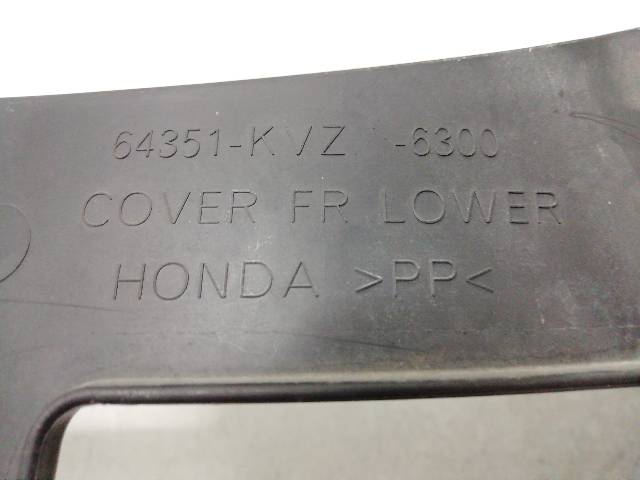 64351-KVZ -6300
COVER FR LOWER
HONDA >PP<